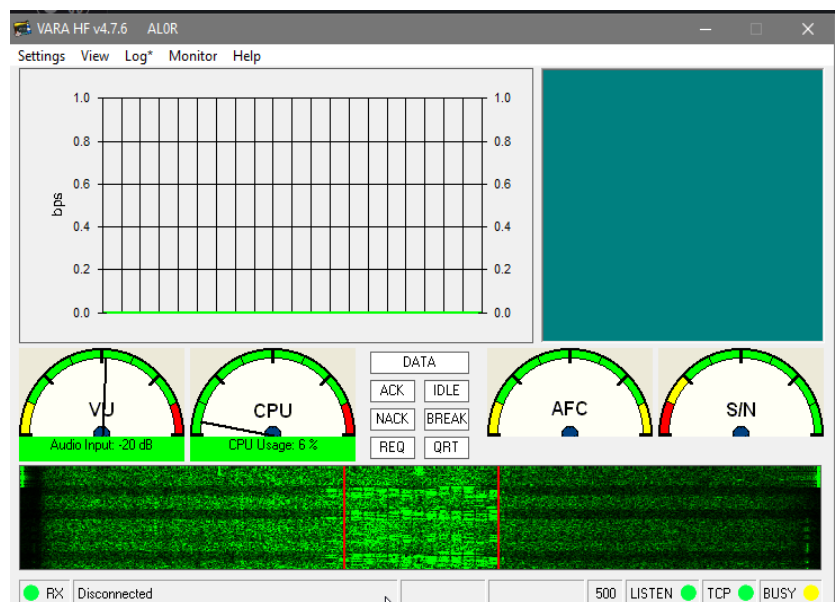 VARA HF v4.7.6 AL0R
Settings View Log* Monitor Help
1.0 1.0
0.8 0.8
0.6 0.6
bps
0.4 0.4
0.2 0.2
0.0 0.0
DATA
ACK IDLE
VU CPU AFC S/N
NACK BREAK
Audio Input: -20 dB CPU Usage: 6 % REQ QRT
RX Disconnected 500 LISTEN TCP BUSY